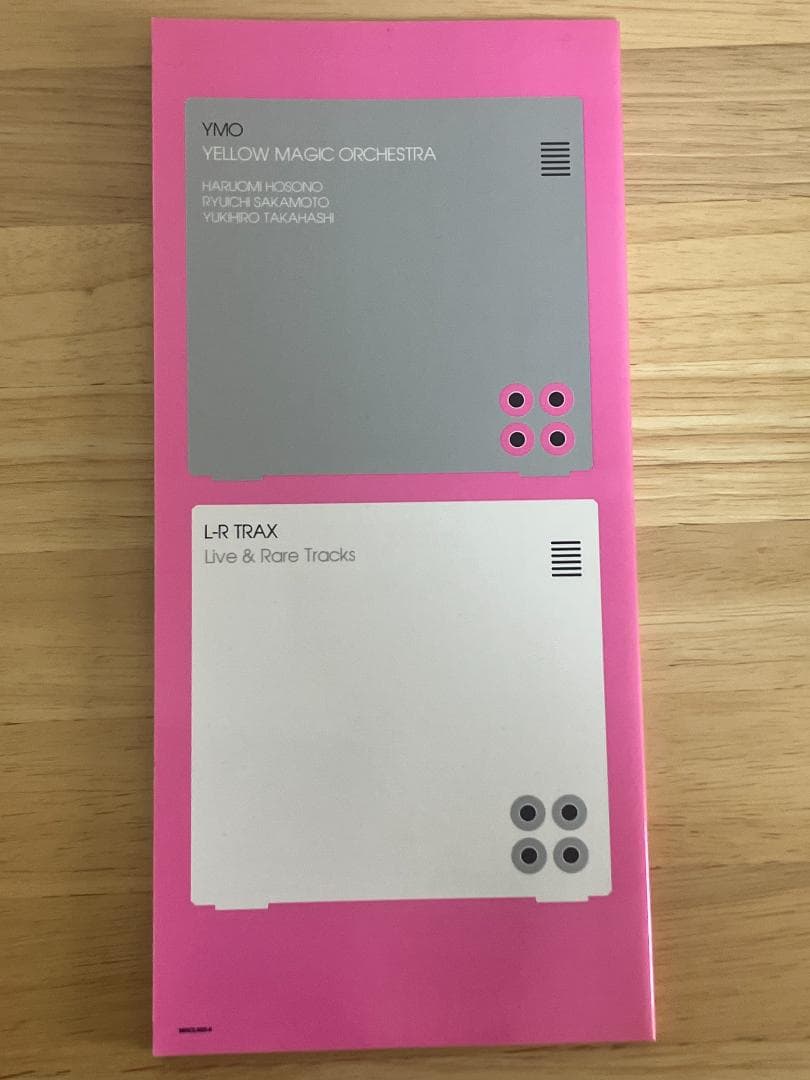 YMO
YELLOW MAGIC ORCHESTRA
HARUOMI HOSONO
RYUICHI SAKAMOTO
YUKIHIRO TAKAHASHI
L-R TRAX
Live & Rare Tracks